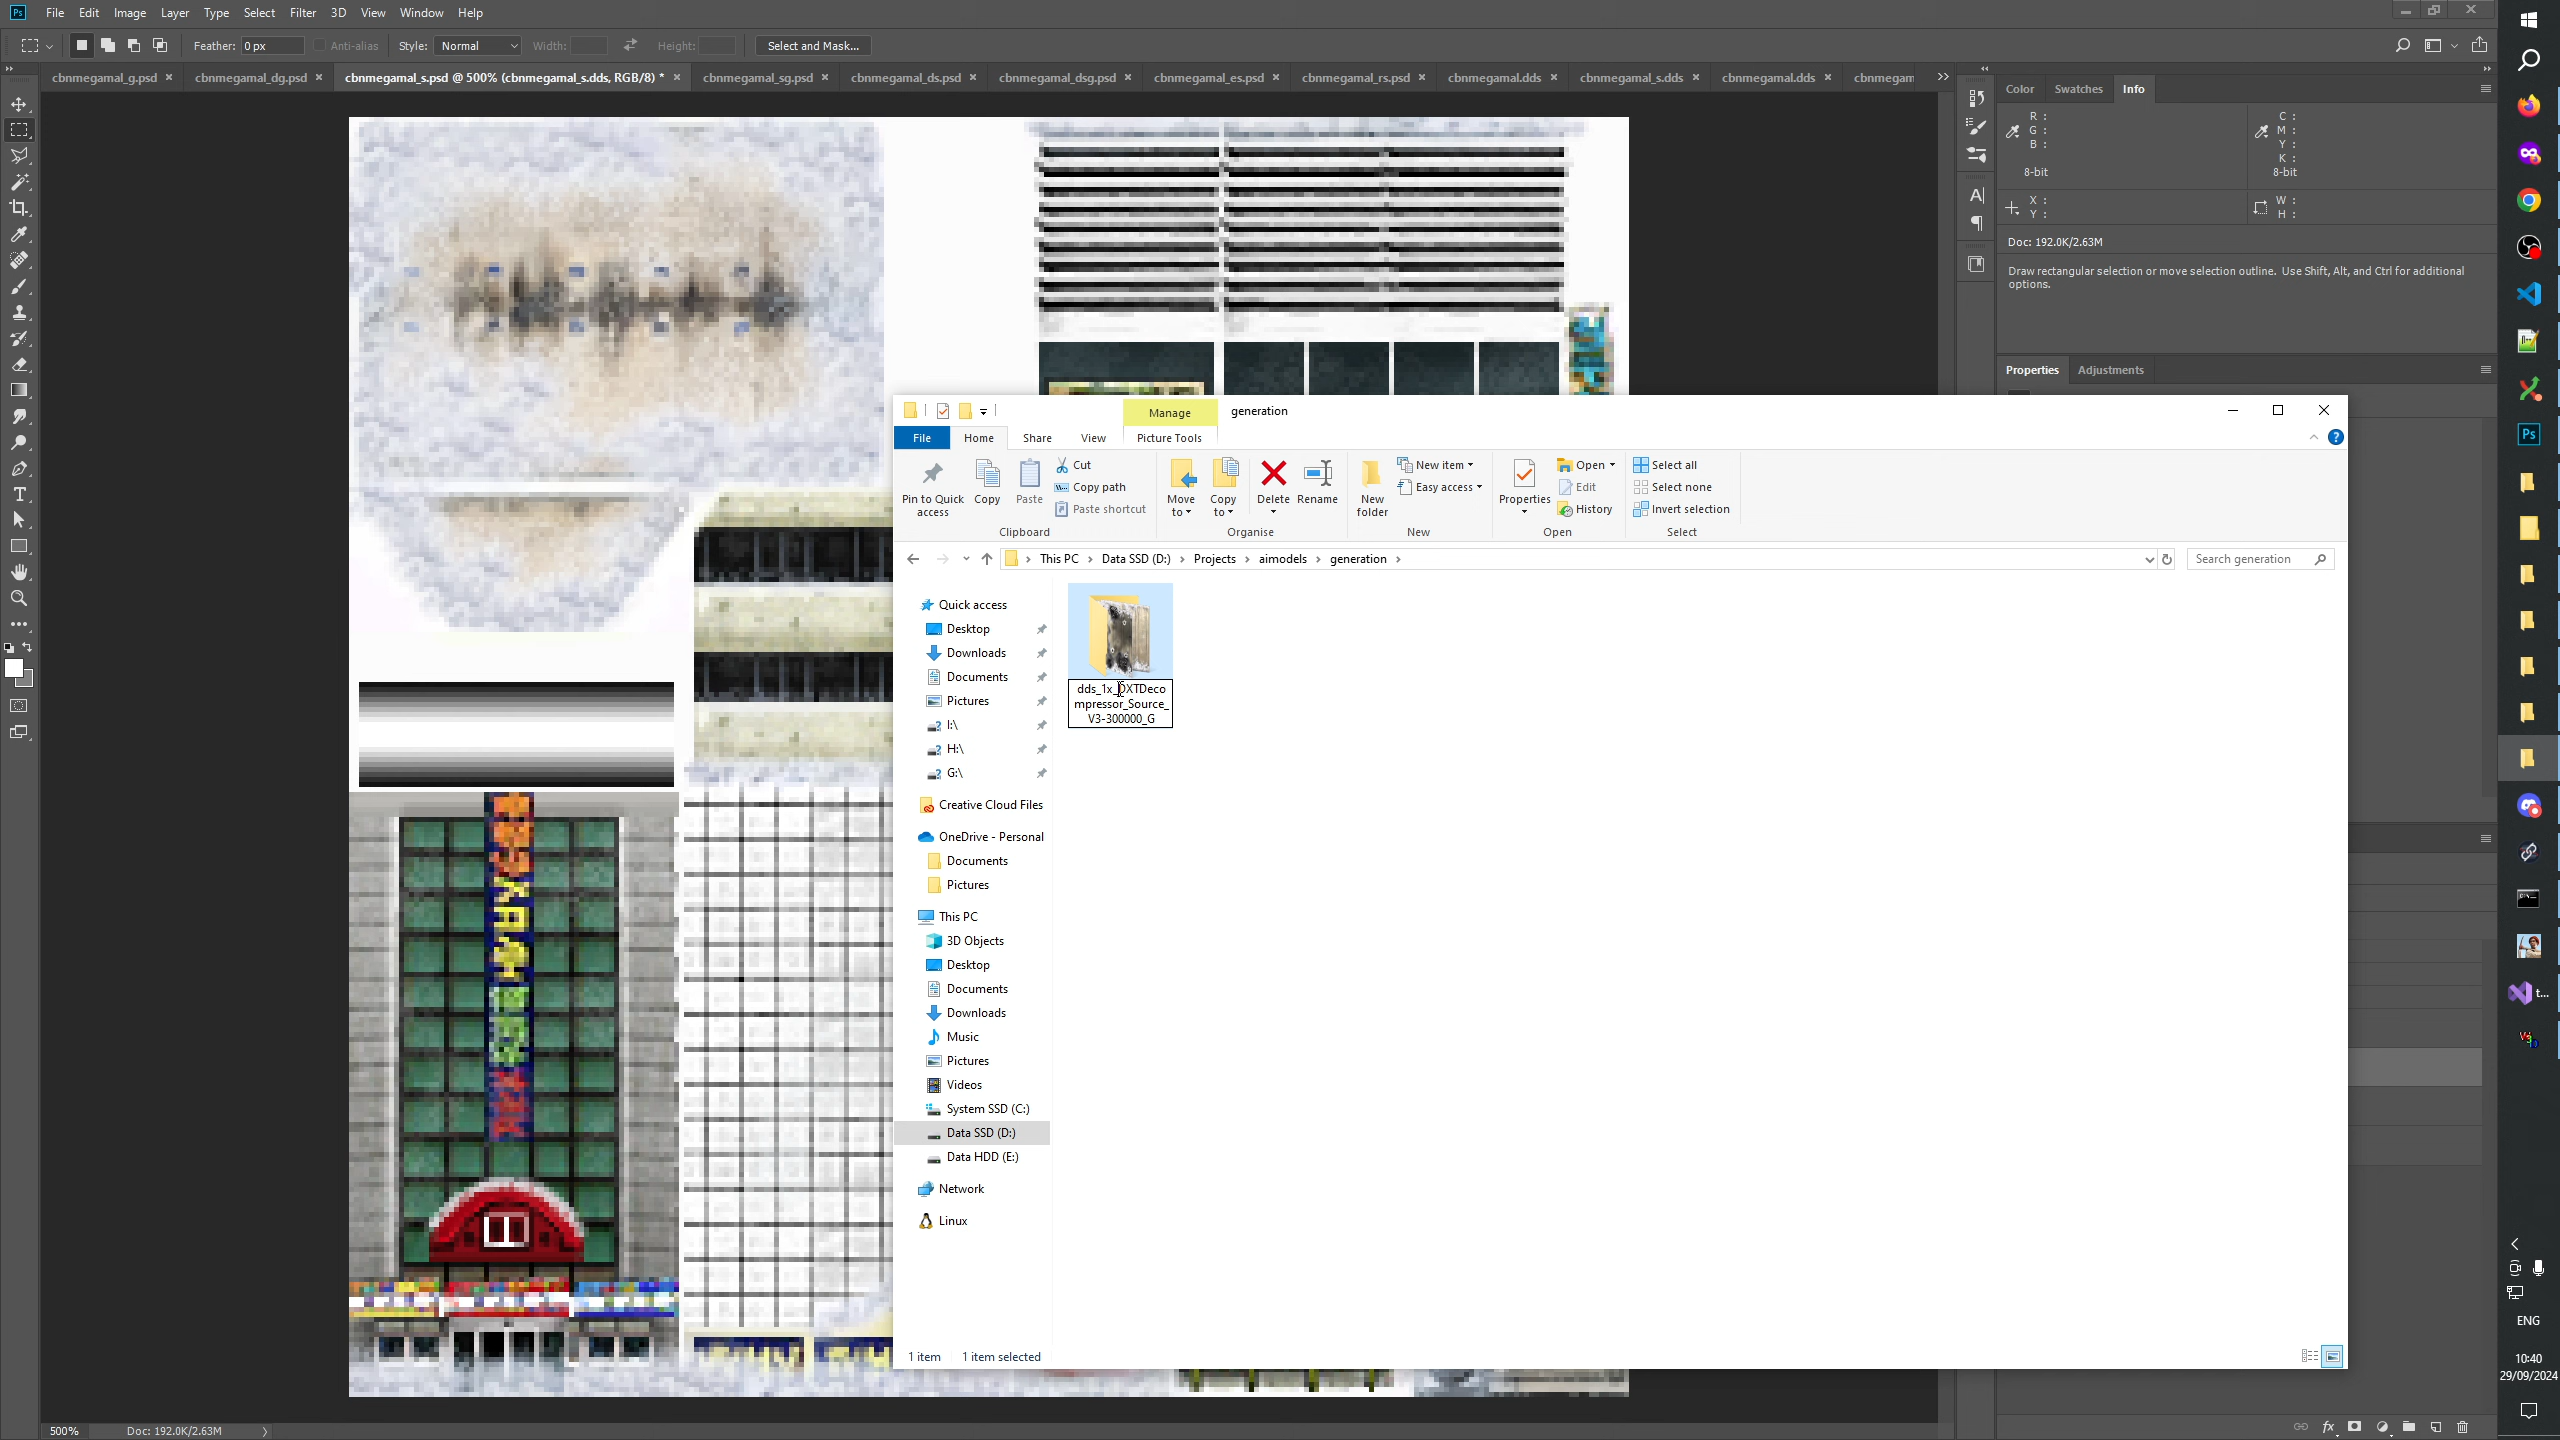 Ps File Edit Image Layer Type Select Filter 3D View Window Help
Feather: 0 px Anti-alias Style: Normal Width: Height: Select and Mask...
cbnmegamal_g.psd cbnmegamal_dg.psd cbnmegamal_s.psd @ 500% (cbnmegamal_s.dds, RGB/8) * cbnmegamal_sg.psd cbnmegamal_ds.psd cbnmegamal_dsg.psd cbnmegamal_es.psd cbnmegamal_rs.psd cbnmegamal.dds cbnmegamal_s.dds cbnmegamal.dds cbnmegam
Color Swatches Info
R : C :
G : M :
B : Y :
K :
8-bit 8-bit
X : W :
Y : H :
Doc: 192.0K/2.63M
Draw rectangular selection or move selection outline. Use Shift, Alt, and Ctrl for additional
options.
Properties Adjustments
Manage generation
File Home Share View Picture Tools
Pin to Quick
access
Copy
Paste
Cut
Copy path
Paste shortcut
Clipboard
Move
to
Copy
to
Delete
Rename
Organise
New
folder
New item
Easy access
New
Properties
Open
Edit
History
Open
Select all
Select none
Invert selection
Select
This PC Data SSD (D:) Projects aimodels generation
Search generation
dds_1x_DXTDeco
mpressor_Source_
V3-300000_G
Quick access
Desktop
Downloads
Documents
Pictures
I:\
H:\
G:\
Creative Cloud Files
OneDrive - Personal
Documents
Pictures
This PC
3D Objects
Desktop
Documents
Downloads
Music
Pictures
Videos
System SSD (C:)
Data SSD (D:)
Data HDD (E:)
Network
Linux
1 item 1 item selected
500% Doc: 192.0K/2.63M
Ps
t...
ENG
10:40
29/09/2024
fx